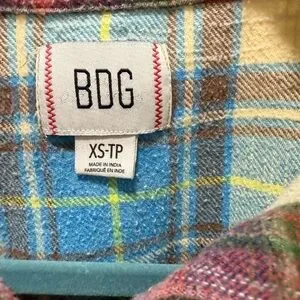 BDG
XS-TP
MADE IN INDIA
FABRIQUÉ EN INDE